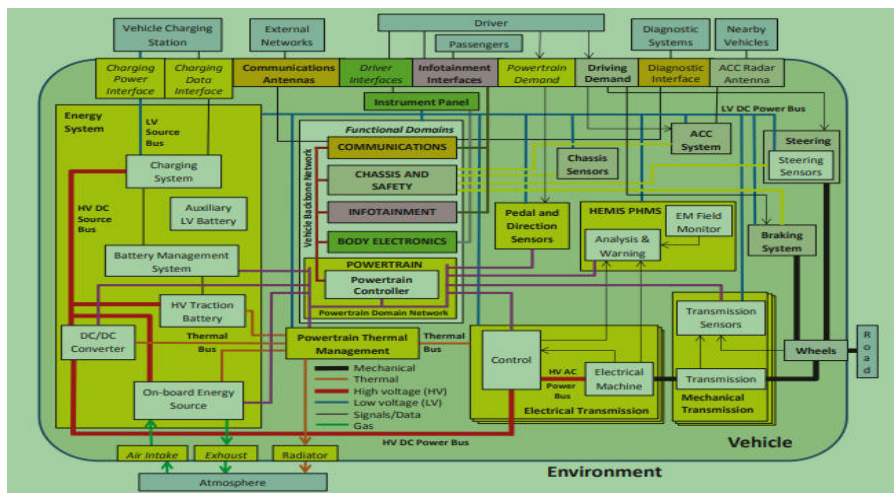 Vehicle Charging
Station
External
Networks
Driver
Passengers
Diagnostic
Systems
Nearby
Vehicles
Charging
Power
Interface
Charging
Data
Interface
Communications
Antennas
Driver
Interfaces
Infotainment
Interfaces
Powertrain
Demand
Driving
Demand
Diagnostic
Interface
ACC Radar
Antenna
Energy
System
LV
Source
Bus
Instrument Panel
LV DC Power Bus
Functional Domains
Vehicle Backbone Network
COMMUNICATIONS
CHASSIS AND
SAFETY
INFOTAINMENT
BODY ELECTRONICS
POWERTRAIN
Powertrain
Controller
Powertrain Domain Network
Charging
System
Auxiliary
LV Battery
HV DC
Source
Bus
Battery Management
System
HV Traction
Battery
DC/DC
Converter
Thermal
Bus
On-board Energy
Source
Chassis
Sensors
ACC
System
Steering
Steering
Sensors
Pedal and
Direction
Sensors
HEMIS PHMS
EM Field
Monitor
Analysis &
Warning
Braking
System
Powertrain Thermal
Management
Thermal
Bus
Control
HV AC
Power
Bus
Electrical
Machine
Electrical Transmission
Transmission
Sensors
Transmission
Mechanical
Transmission
Wheels
Road
Mechanical
Thermal
High voltage (HV)
Low voltage (LV)
Signals/Data
Gas
HV DC Power Bus
Vehicle
Environment
Air Intake
Exhaust
Radiator
Atmosphere